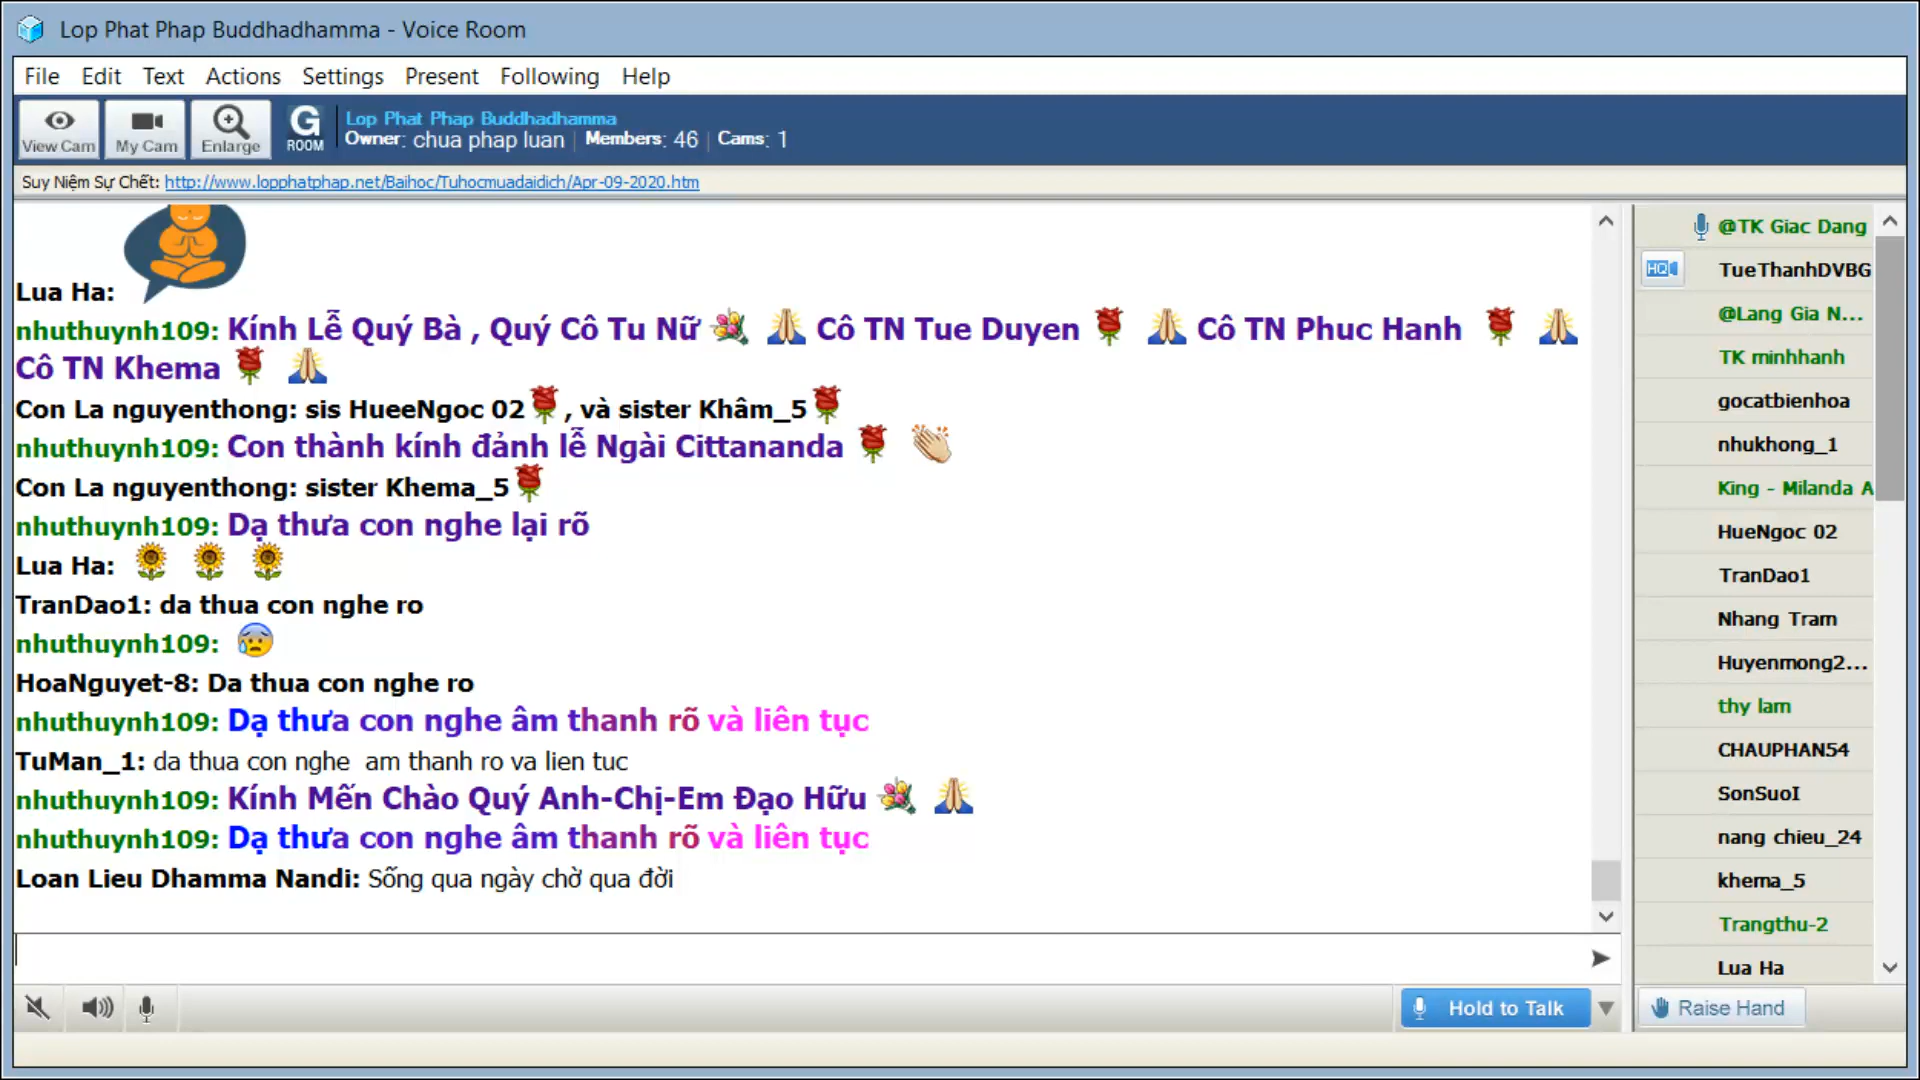 Lop Phat Phap Buddhadhamma - Voice Room
File Edit Text Actions Settings Present Following Help
View Cam My Cam Enlarge G ROOM
Lop Phat Phap Buddhadhamma
Owner: chua phap luan | Members: 46 | Cams: 1
Suy Niệm Sự Chết: http://www.lopphatphap.net/Baihoc/Tuhocmuadaidich/Apr-09-2020.htm
Lua Ha:
nhuthuynh109: Kính Lễ Quý Bà , Quý Cô Tu Nữ Cô TN Tue Duyen Cô TN Phuc Hanh
Cô TN Khema
Con La nguyenthong: sis HueeNgoc 02 , và sister Khâm_5
nhuthuynh109: Con thành kính đảnh lễ Ngài Cittananda
Con La nguyenthong: sister Khema_5
nhuthuynh109: Dạ thưa con nghe lại rõ
Lua Ha:
TranDao1: da thua con nghe ro
nhuthuynh109:
HoaNguyet-8: Da thua con nghe ro
nhuthuynh109: Dạ thưa con nghe âm thanh rõ và liên tục
TuMan_1: da thua con nghe am thanh ro va lien tuc
nhuthuynh109: Kính Mến Chào Quý Anh-Chị-Em Đạo Hữu
nhuthuynh109: Dạ thưa con nghe âm thanh rõ và liên tục
Loan Lieu Dhamma Nandi: Sống qua ngày chờ qua đời
@TK Giac Dang
HQ TueThanhDVBG
@Lang Gia N...
TK minhhanh
gocatbienhoa
nhukhong_1
King - Milanda A
HueNgoc 02
TranDao1
Nhang Tram
Huyenmong2...
thy lam
CHAUPHAN54
SonSuoI
nang chieu_24
khema_5
Trangthu-2
Lua Ha
Hold to Talk
Raise Hand